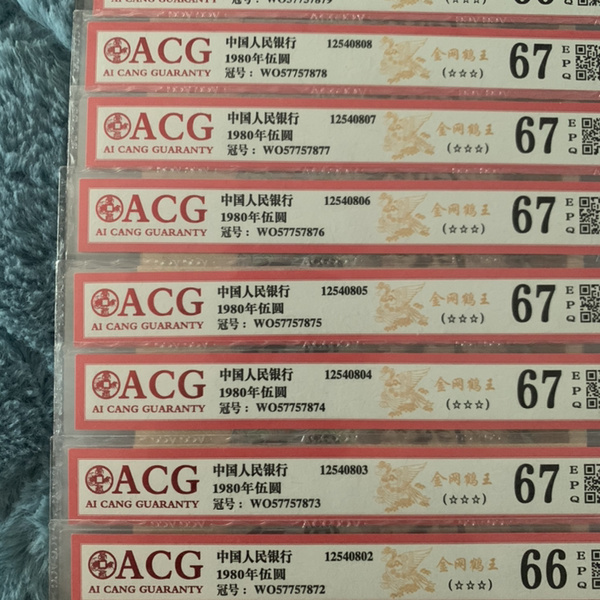 AI CANG GUARANTY
冠号： WO57757879
66
ACG
AI CANG GUARANTY
中国人民银行 12540808
1980年伍圆
冠号： WO57757878
金网鹤王
(☆☆☆)
67
EPQ
ACG
AI CANG GUARANTY
中国人民银行 12540807
1980年伍圆
冠号： WO57757877
金网鹤王
(☆☆☆)
67
EPQ
ACG
AI CANG GUARANTY
中国人民银行 12540806
1980年伍圆
冠号： WO57757876
金网鹤王
(☆☆☆)
67
EPQ
ACG
AI CANG GUARANTY
中国人民银行 12540805
1980年伍圆
冠号： WO57757875
金网鹤王
(☆☆☆)
67
EPQ
ACG
AI CANG GUARANTY
中国人民银行 12540804
1980年伍圆
冠号： WO57757874
金网鹤王
(☆☆☆)
67
EPQ
ACG
AI CANG GUARANTY
中国人民银行 12540803
1980年伍圆
冠号： WO57757873
金网鹤王
(☆☆☆)
67
EPQ
ACG
AI CANG GUARANTY
中国人民银行 12540802
1980年伍圆
冠号： WO57757872
金网鹤王
(☆☆☆)
66
EPQ